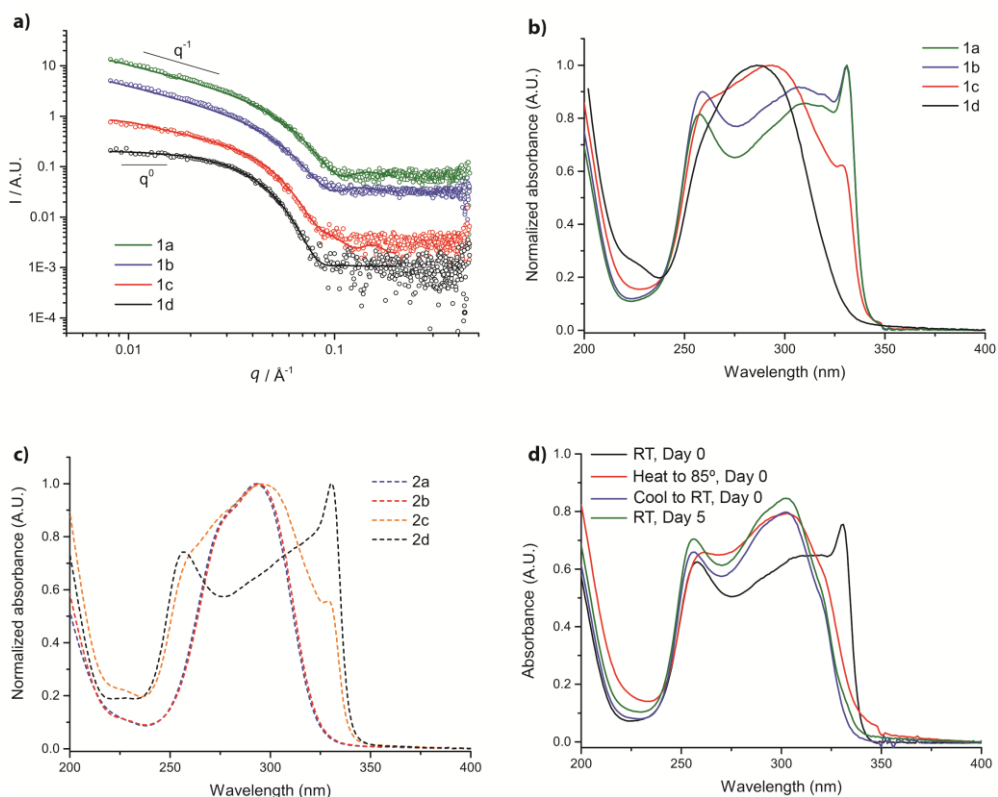 a)
q⁻¹
q⁰
1a
1b
1c
1d
I / A.U.
10
1
0.1
0.01
1E-3
1E-4
0.01
0.1
q / Å⁻¹
b)
1a
1b
1c
1d
Normalized absorbance (A.U.)
1.0
0.8
0.6
0.4
0.2
0.0
200
250
300
350
400
Wavelength (nm)
c)
2a
2b
2c
2d
Normalized absorbance (A.U.)
1.0
0.8
0.6
0.4
0.2
0.0
200
250
300
350
400
Wavelength (nm)
d)
RT, Day 0
Heat to 85º, Day 0
Cool to RT, Day 0
RT, Day 5
Absorbance (A.U.)
1.0
0.8
0.6
0.4
0.2
0.0
200
250
300
350
400
Wavelength (nm)